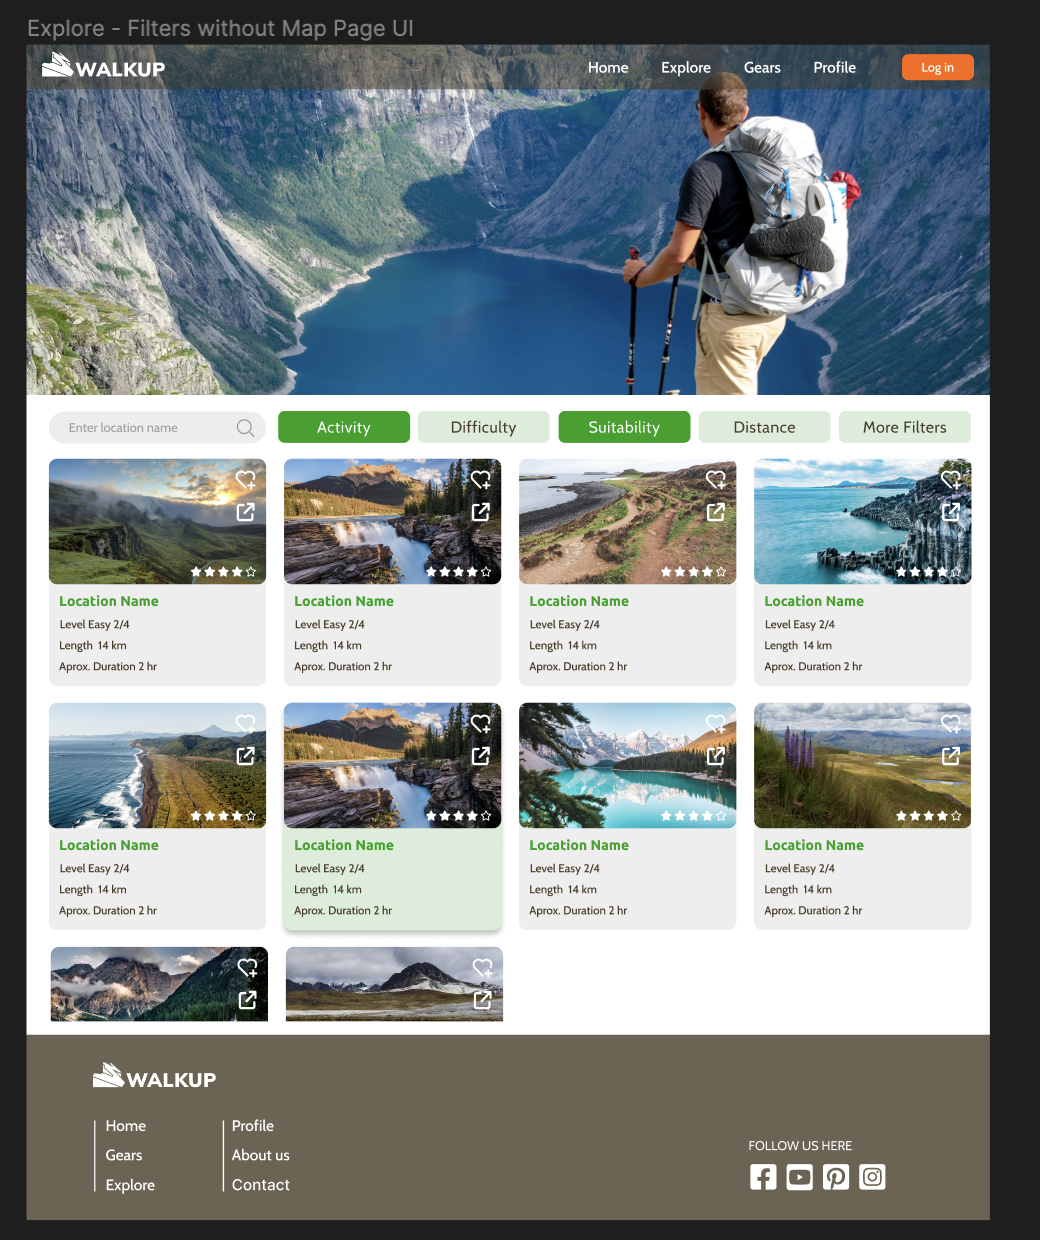 Explore - Filters without Map Page UI
WALKUP Home Explore Gears Profile Log in
Enter location name Activity Difficulty Suitability Distance More Filters
Location Name
Level Easy 2/4
Length 14 km
Aprox. Duration 2 hr
Location Name
Level Easy 2/4
Length 14 km
Aprox. Duration 2 hr
Location Name
Level Easy 2/4
Length 14 km
Aprox. Duration 2 hr
Location Name
Level Easy 2/4
Length 14 km
Aprox. Duration 2 hr
Location Name
Level Easy 2/4
Length 14 km
Aprox. Duration 2 hr
Location Name
Level Easy 2/4
Length 14 km
Aprox. Duration 2 hr
Location Name
Level Easy 2/4
Length 14 km
Aprox. Duration 2 hr
Location Name
Level Easy 2/4
Length 14 km
Aprox. Duration 2 hr
WALKUP
Home
Gears
Explore
Profile
About us
Contact
FOLLOW US HERE